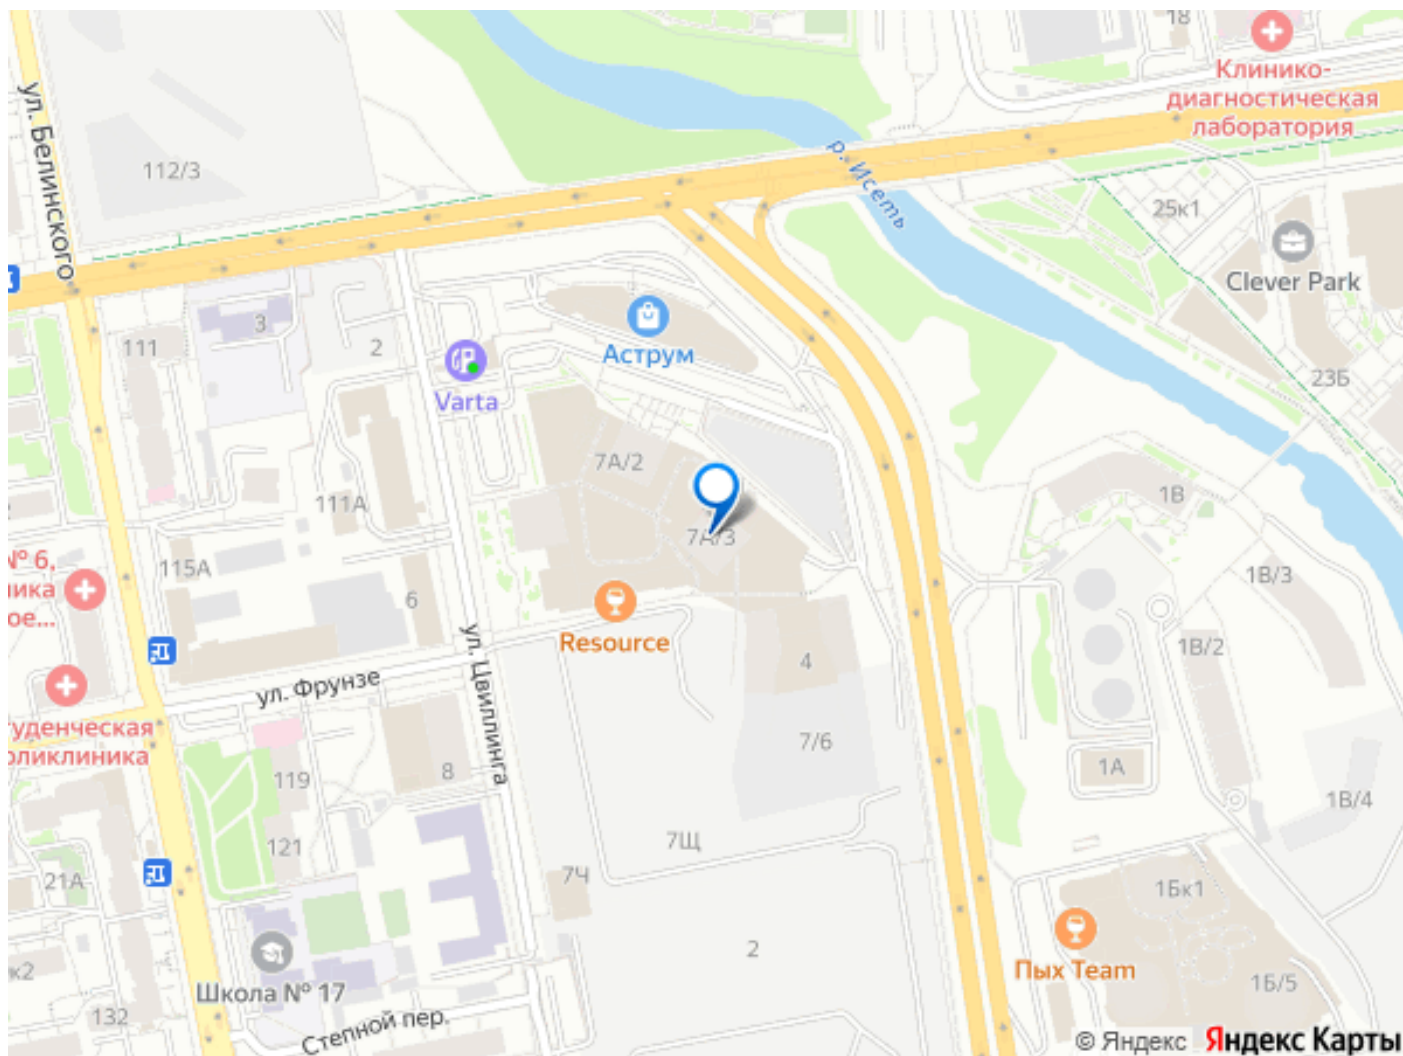 18
Клинико-
диагностическая
лаборатория
ул. Белинского
112/3
р. Исеть
25к1
Clever Park
3
2
111
Аструм
Varta
23Б
7А/2
1В
111А
7А/3
№ 6,
115А
6
1В/3
Resource
ул. Цвиллинга
4
1В/2
ул. Фрунзе
7/6
119
8
1А
1В/4
121
7Щ
21А
7Ч
1Бк1
2
Школа № 17
Пых Team
1Б/5
132
Степной пер.
© Яндекс Яндекс Карты